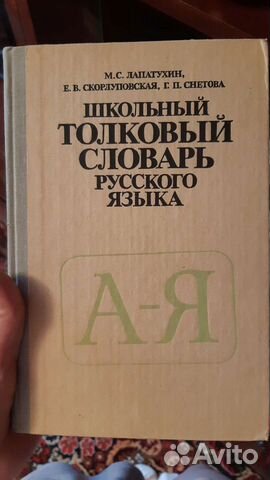 М. С. ЛАПАТУХИН,
Е. В. СКОРЛУПОВСКАЯ, Г. П. СНЕТОВА
ШКОЛЬНЫЙ
ТОЛКОВЫЙ
СЛОВАРЬ
РУССКОГО
ЯЗЫКА
А-Я
Avito